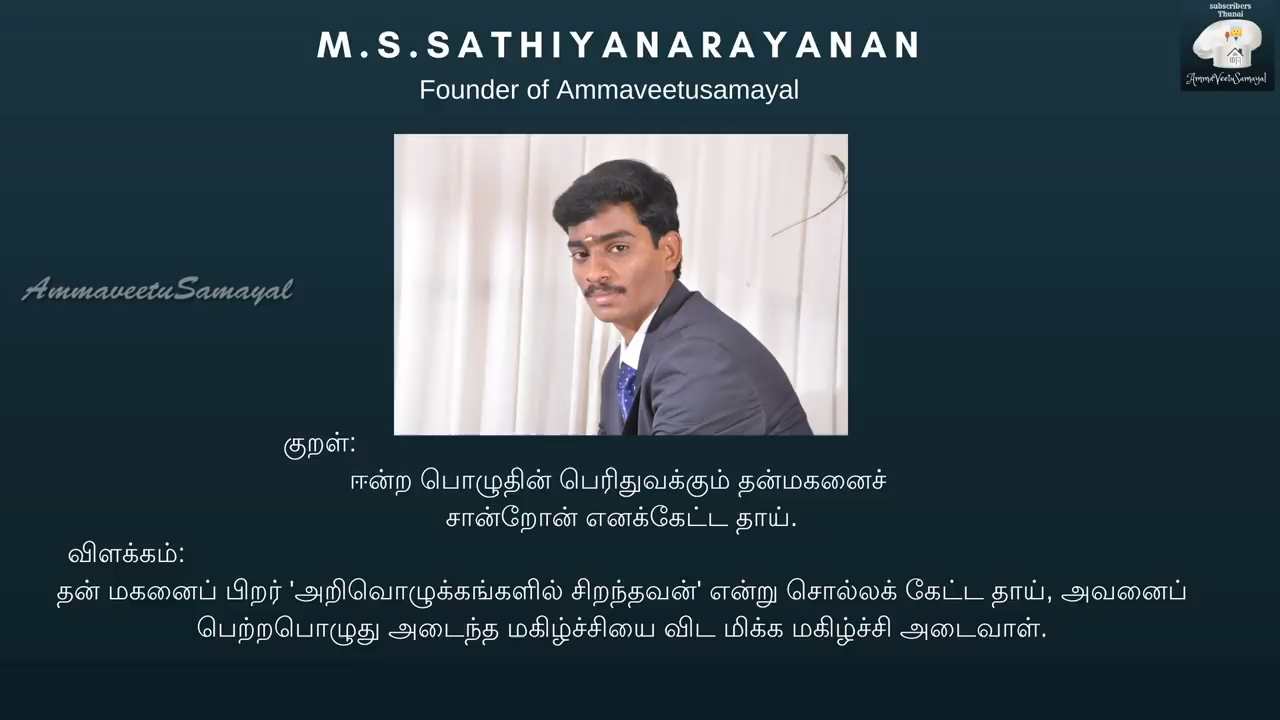 M.S.SATHIYANARAYANAN
Founder of Ammaveetusamayal
subscribers
Thunai
AmmaVeetuSamayal
AmmaveetuSamayal
குறள்:
ஈன்ற பொழுதின் பெரிதுவக்கும் தன்மகனைச்
சான்றோன் எனக்கேட்ட தாய்.
விளக்கம்:
தன் மகனைப் பிறர் 'அறிவொழுக்கங்களில் சிறந்தவன்' என்று சொல்லக் கேட்ட தாய், அவனைப்
பெற்றபொழுது அடைந்த மகிழ்ச்சியை விட மிக்க மகிழ்ச்சி அடைவாள்.